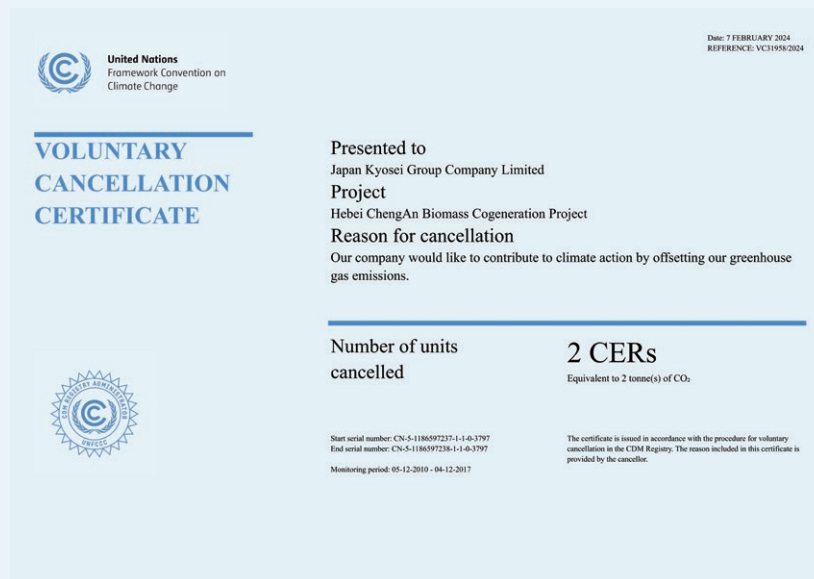 Date: 7 FEBRUARY 2024
REFERENCE: VC31958/2024
United Nations
Framework Convention on
Climate Change
VOLUNTARY
CANCELLATION
CERTIFICATE
Presented to
Japan Kyosei Group Company Limited
Project
Hebei ChengAn Biomass Cogeneration Project
Reason for cancellation
Our company would like to contribute to climate action by offsetting our greenhouse
gas emissions.
Number of units
cancelled
2 CERs
Equivalent to 2 tonne(s) of CO₂
Start serial number: CN-5-1186597237-1-1-0-3797
End serial number: CN-5-1186597238-1-1-0-3797
Monitoring period: 05-12-2010 - 04-12-2017
The certificate is issued in accordance with the procedure for voluntary
cancellation in the CDM Registry. The reason included in this certificate is
provided by the cancellor.
CDM REGISTRY ADMINISTRATOR
UNFCCC